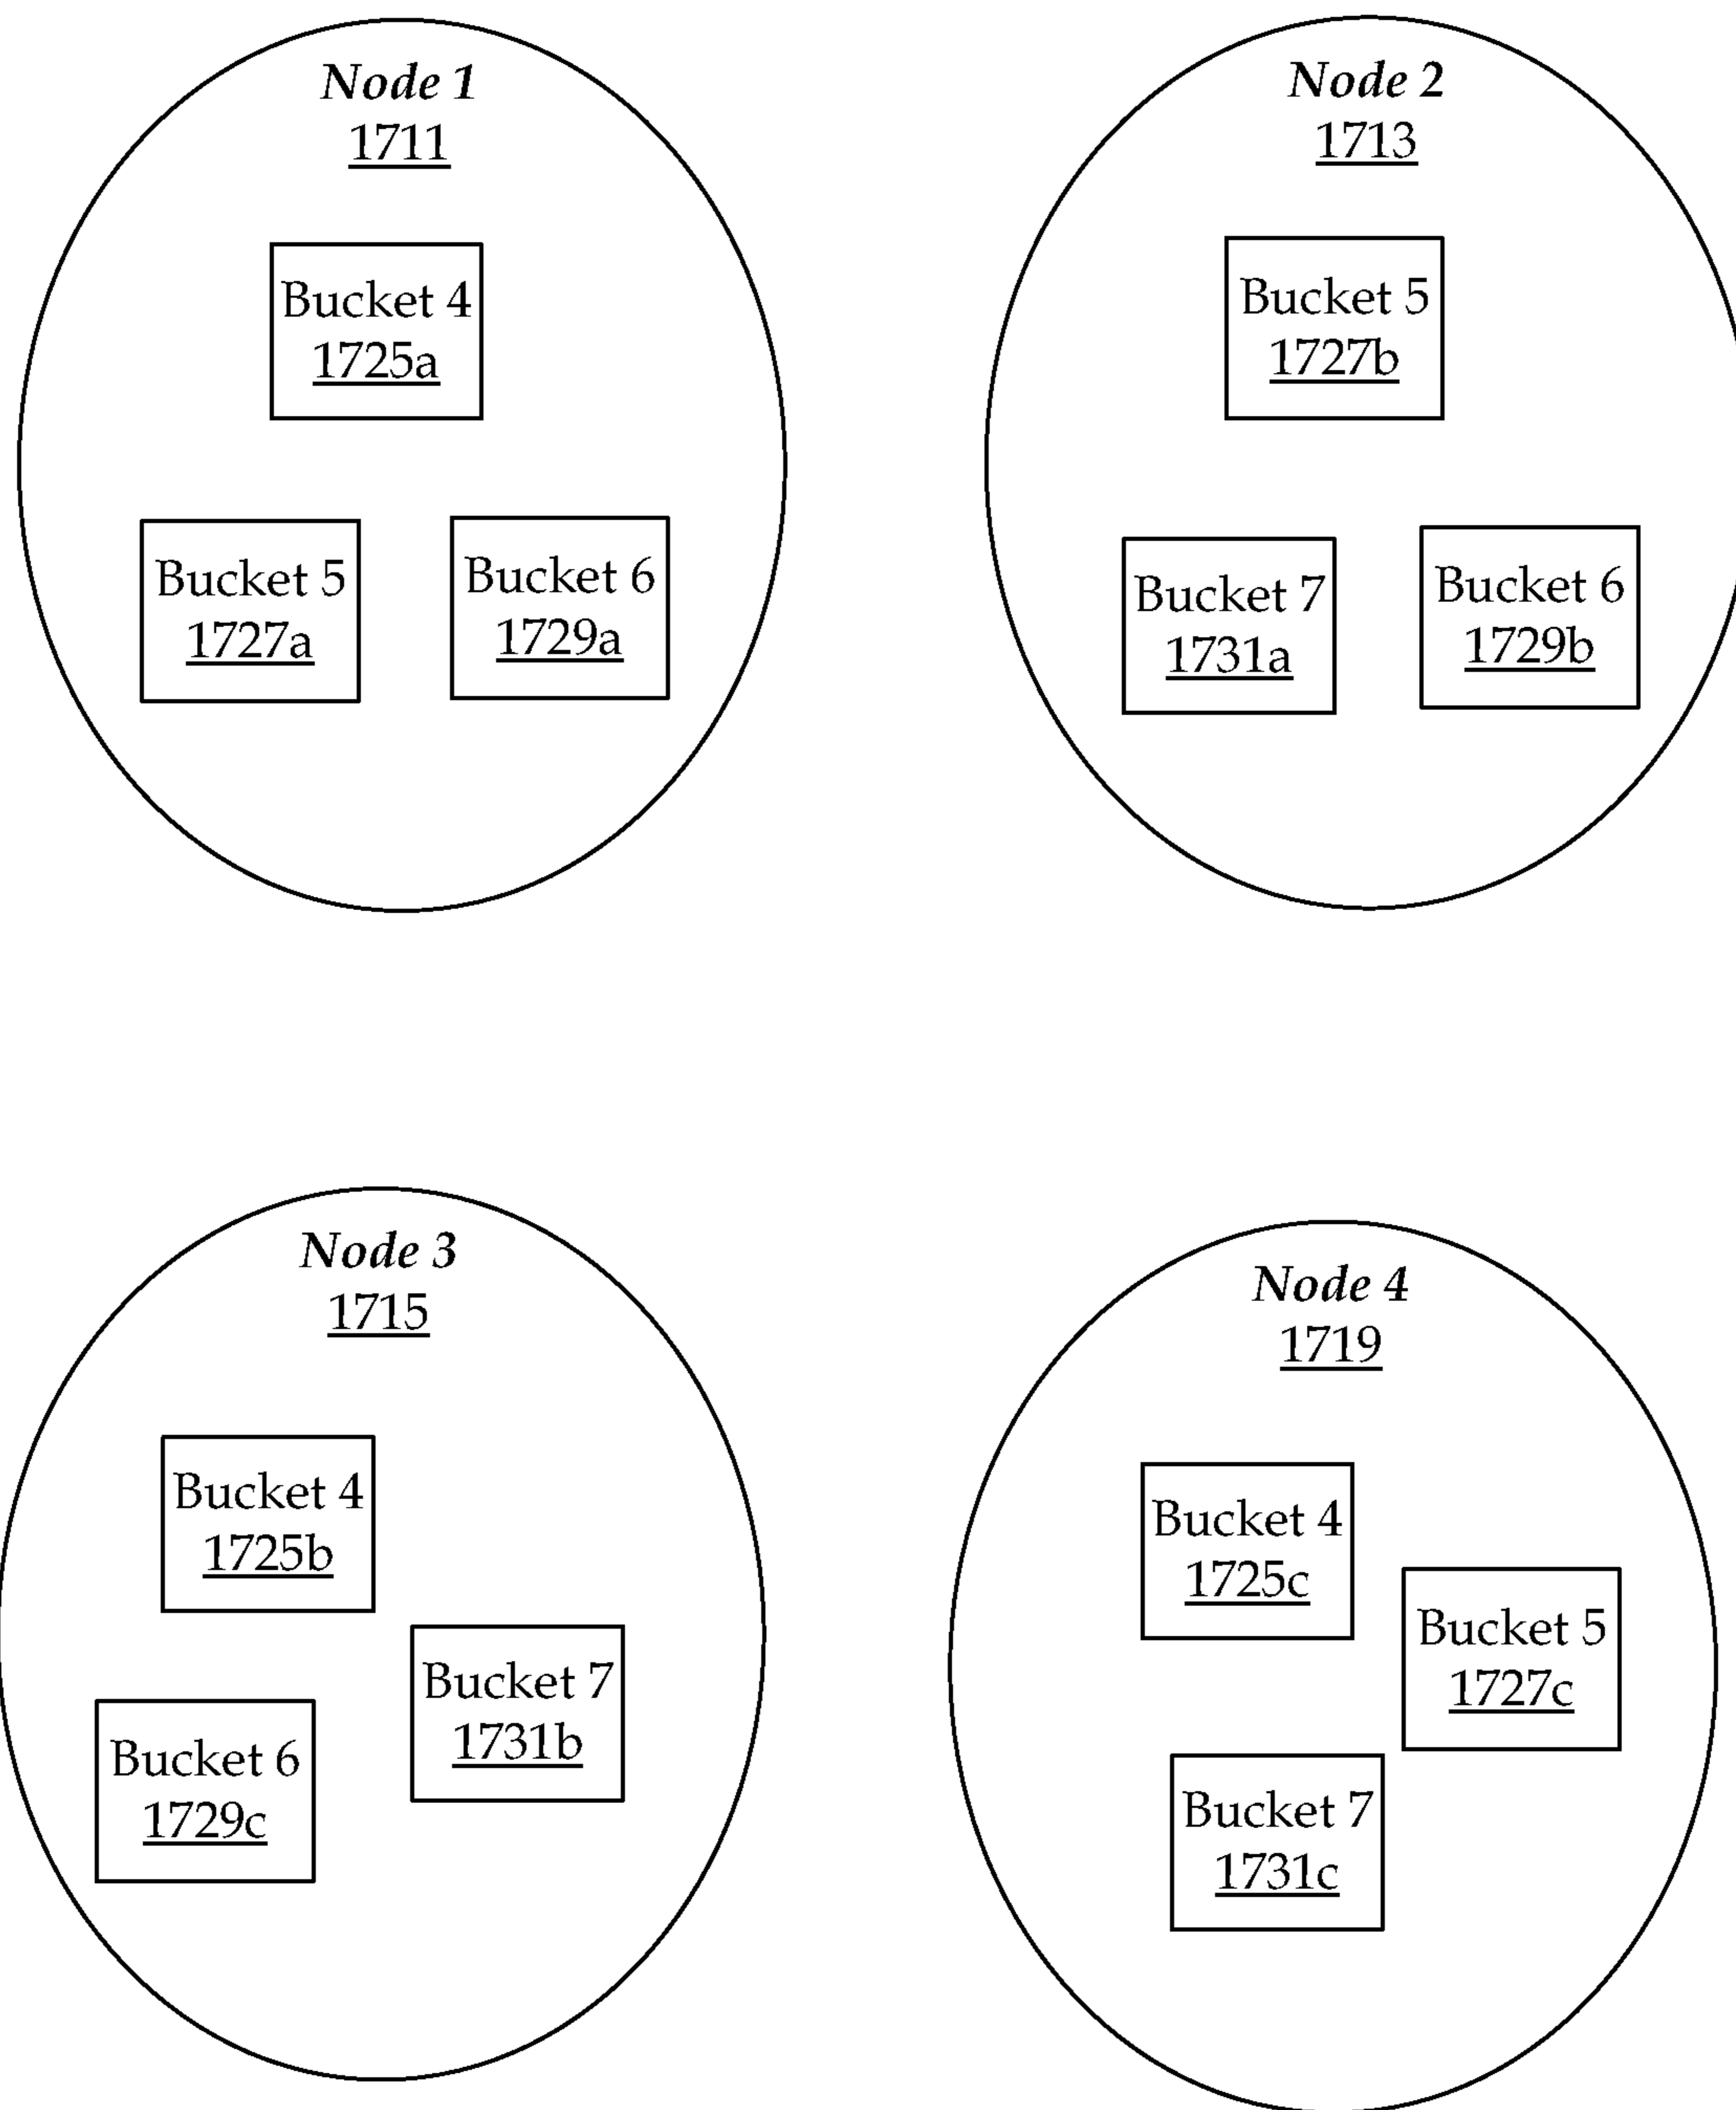 Node 1
1711
Bucket 4
1725a
Bucket 5
1727a
Bucket 6
1729a
Node 2
1713
Bucket 5
1727b
Bucket 7
1731a
Bucket 6
1729b
Node 3
1715
Bucket 4
1725b
Bucket 7
1731b
Bucket 6
1729c
Node 4
1719
Bucket 4
1725c
Bucket 5
1727c
Bucket 7
1731c